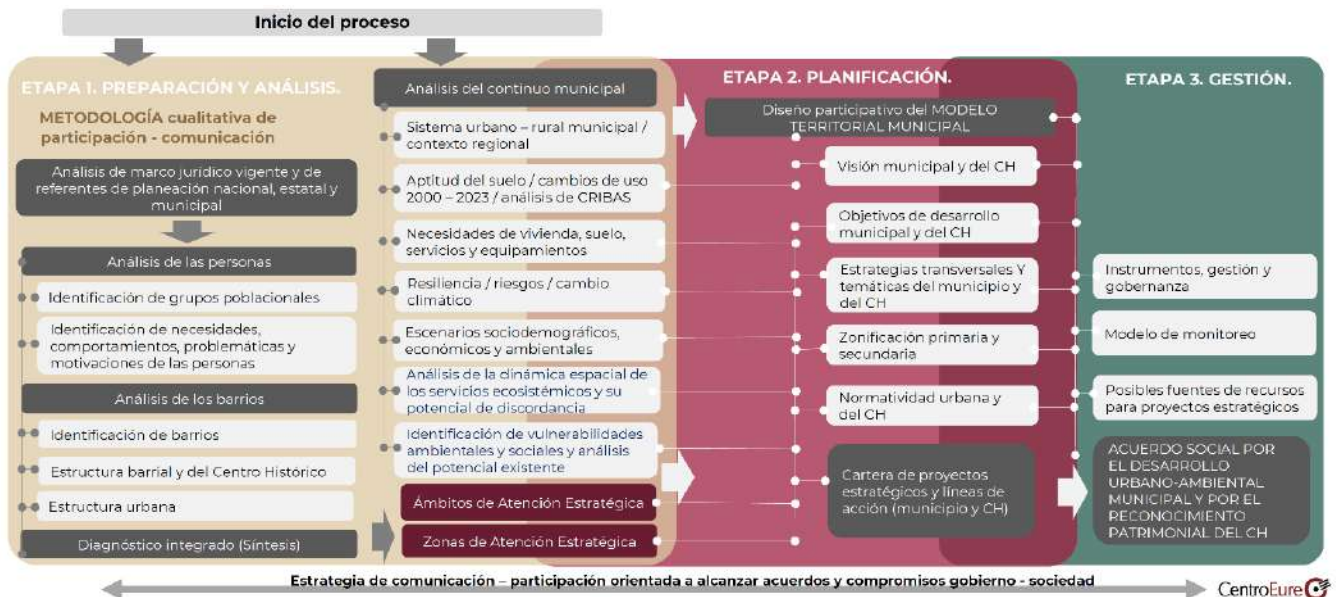 Inicio del proceso
ETAPA 1. PREPARACIÓN Y ANÁLISIS.
METODOLOGÍA cualitativa de
participación - comunicación
Análisis de marco jurídico vigente y de
referentes de planeación nacional, estatal y
municipal
Análisis de las personas
Identificación de grupos poblacionales
Identificación de necesidades,
comportamientos, problemáticas y
motivaciones de las personas
Análisis de los barrios
Identificación de barrios
Estructura barrial y del Centro Histórico
Estructura urbana
Diagnóstico integrado (Síntesis)
Análisis del continuo municipal
Sistema urbano – rural municipal /
contexto regional
Aptitud del suelo / cambios de uso
2000 – 2023 / análisis de CRIBAS
Necesidades de vivienda, suelo,
servicios y equipamientos
Resiliencia / riesgos / cambio
climático
Escenarios sociodemográficos,
económicos y ambientales
Análisis de la dinámica espacial de
los servicios ecosistémicos y su
potencial de discordancia
Identificación de vulnerabilidades
ambientales y sociales y análisis
del potencial existente
Ámbitos de Atención Estratégica
Zonas de Atención Estratégica
ETAPA 2. PLANIFICACIÓN.
Diseño participativo del MODELO
TERRITORIAL MUNICIPAL
Visión municipal y del CH
Objetivos de desarrollo
municipal y del CH
Estrategias transversales Y
temáticas del municipio y
del CH
Zonificación primaria y
secundaria
Normatividad urbana y
del CH
Cartera de proyectos
estratégicos y líneas de
acción (municipio y CH)
ETAPA 3. GESTIÓN.
Instrumentos, gestión y
gobernanza
Modelo de monitoreo
Posibles fuentes de recursos
para proyectos estratégicos
ACUERDO SOCIAL POR
EL DESARROLLO
URBANO-AMBIENTAL
MUNICIPAL Y POR EL
RECONOCIMIENTO
PATRIMONIAL DEL CH
Estrategia de comunicación – participación orientada a alcanzar acuerdos y compromisos gobierno - sociedad
CentroEure